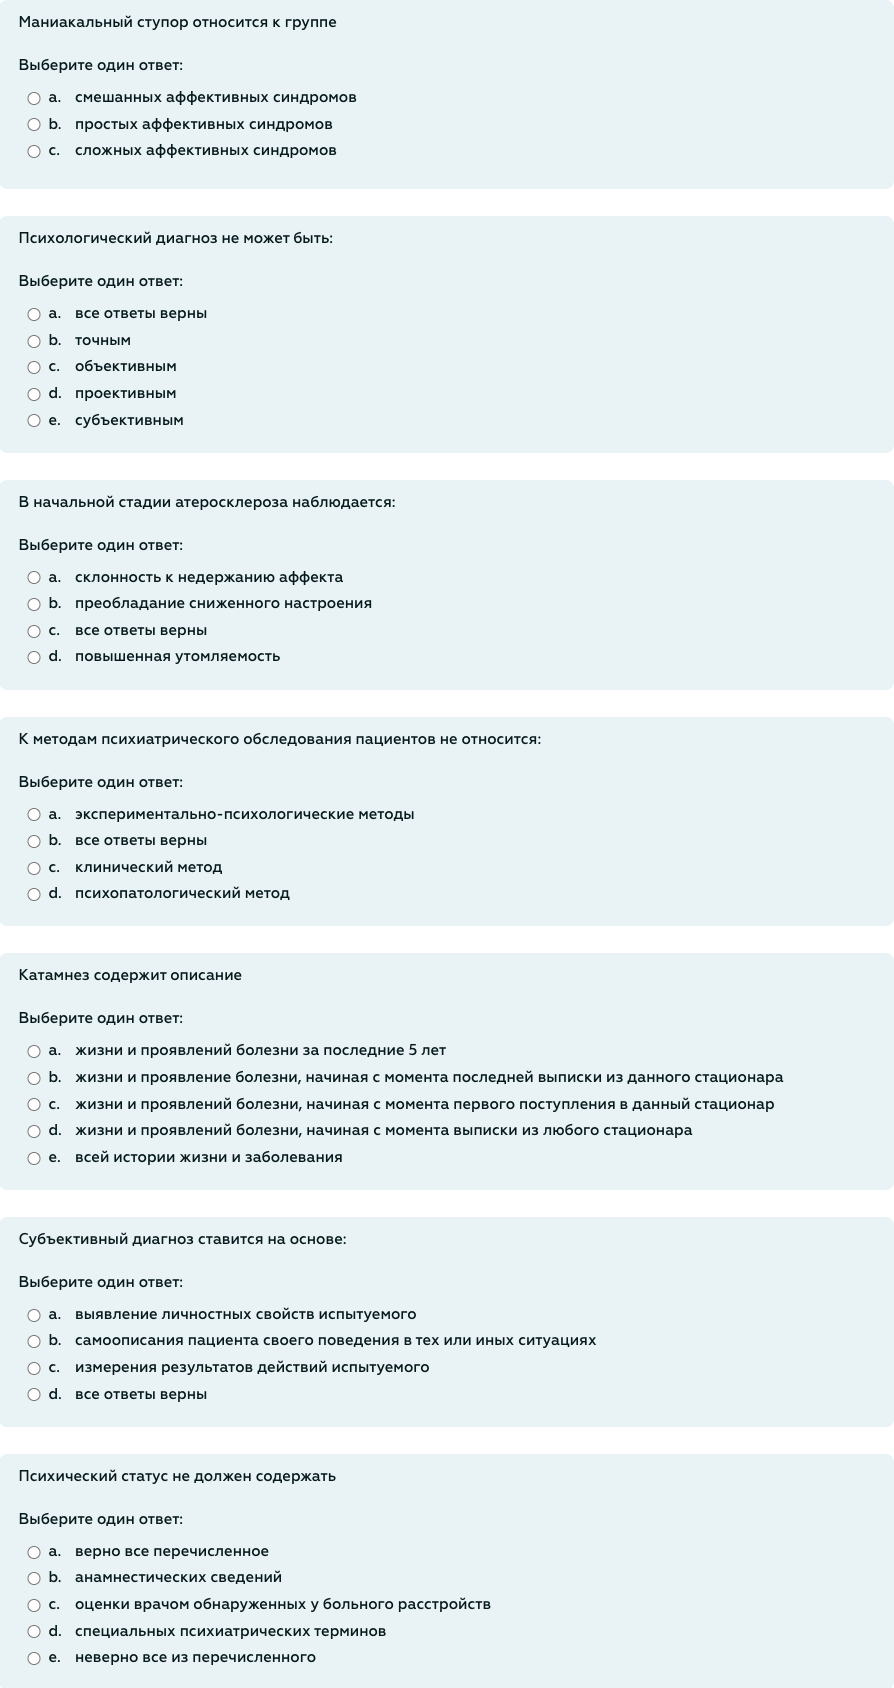 Маниакальный ступор относится к группе
Выберите один ответ:
a. смешанных аффективных синдромов
b. простых аффективных синдромов
c. сложных аффективных синдромов
Психологический диагноз не может быть:
Выберите один ответ:
a. все ответы верны
b. точным
c. объективным
d. проективным
e. субъективным
В начальной стадии атеросклероза наблюдается:
Выберите один ответ:
a. склонность к недержанию аффекта
b. преобладание сниженного настроения
c. все ответы верны
d. повышенная утомляемость
К методам психиатрического обследования пациентов не относится:
Выберите один ответ:
a. экспериментально-психологические методы
b. все ответы верны
c. клинический метод
d. психопатологический метод
Катамнез содержит описание
Выберите один ответ:
a. жизни и проявлений болезни за последние 5 лет
b. жизни и проявление болезни, начиная с момента последней выписки из данного стационара
c. жизни и проявлений болезни, начиная с момента первого поступления в данный стационар
d. жизни и проявлений болезни, начиная с момента выписки из любого стационара
e. всей истории жизни и заболевания
Субъективный диагноз ставится на основе:
Выберите один ответ:
a. выявление личностных свойств испытуемого
b. самоописания пациента своего поведения в тех или иных ситуациях
c. измерения результатов действий испытуемого
d. все ответы верны
Психический статус не должен содержать
Выберите один ответ:
a. верно все перечисленное
b. анамнестических сведений
c. оценки врачом обнаруженных у больного расстройств
d. специальных психиатрических терминов
e. неверно все из перечисленного